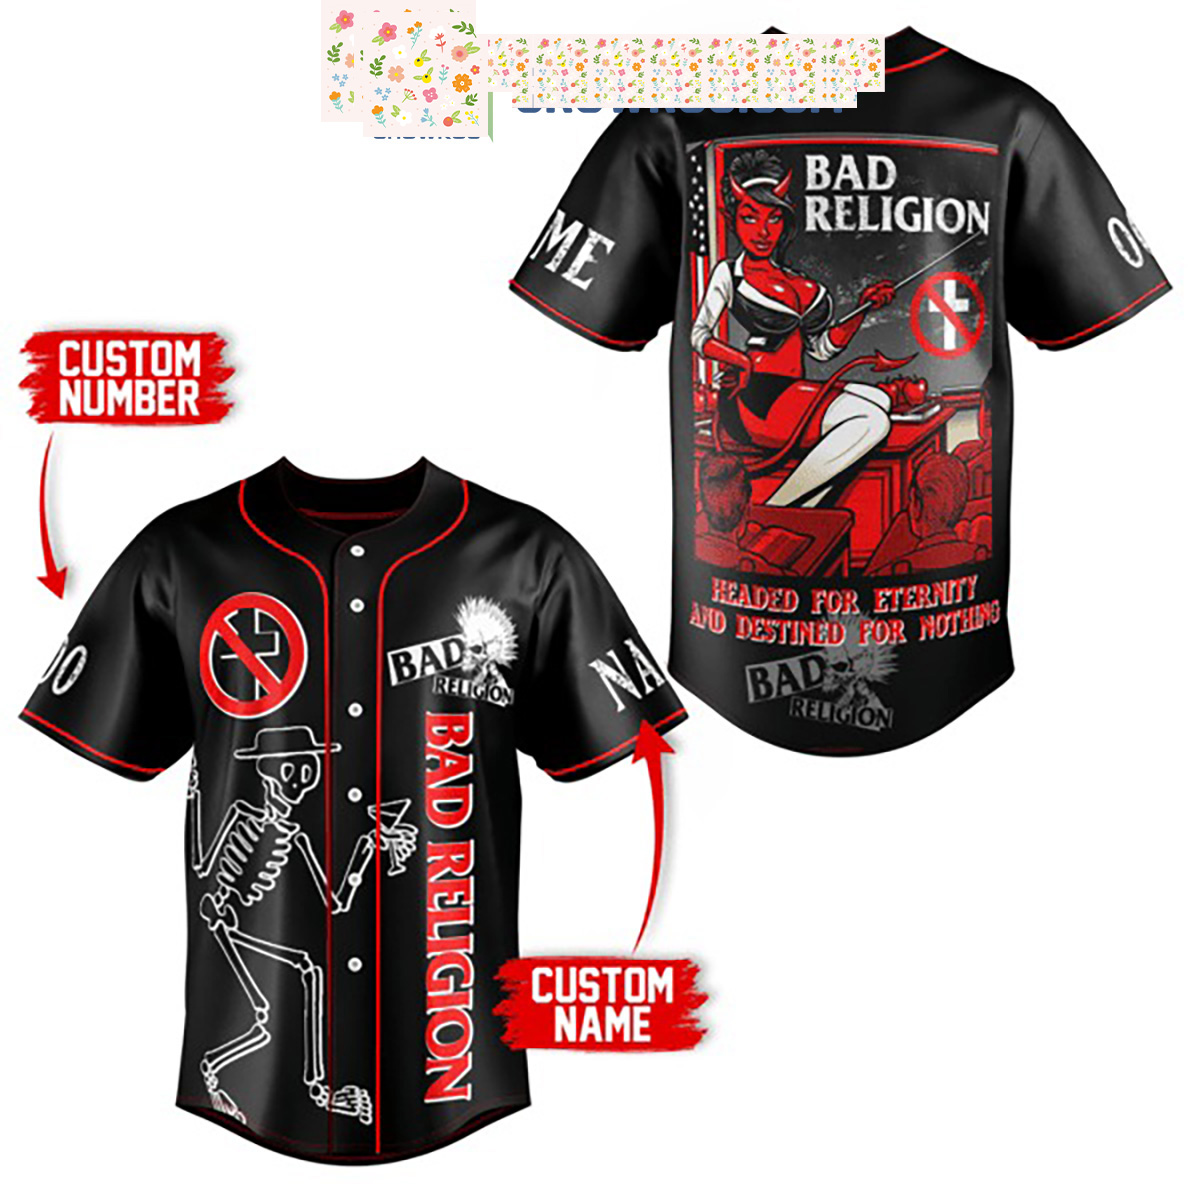 BAD
RELIGION
ME
CUSTOM
NUMBER
HEADED FOR ETERNITY
AND DESTINED FOR NOTHING
BAD
RELIGION
BAD
RELIGION
NA
00
BAD RELIGION
CUSTOM
NAME